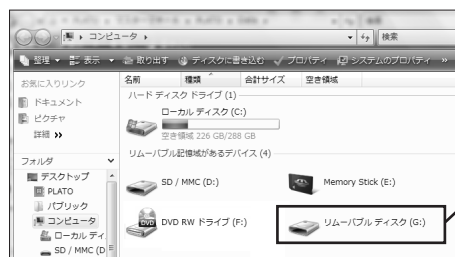 コンピュータ
検索
整理 表示 取り出す ディスクに書き込む プロパティ システムのプロパティ »
お気に入りリンク
ドキュメント
ピクチャ
詳細 »
フォルダ
デスクトップ
PLATO
パブリック
コンピュータ
ローカル ディ
SD / MMC (D
名前 種類 合計サイズ 空き領域
ハード ディスク ドライブ (1)
ローカル ディスク (C:)
空き領域 226 GB/288 GB
リムーバブル記憶域があるデバイス (4)
SD / MMC (D:)
Memory Stick (E:)
DVD RW ドライブ (F:)
リムーバブル ディスク (G:)